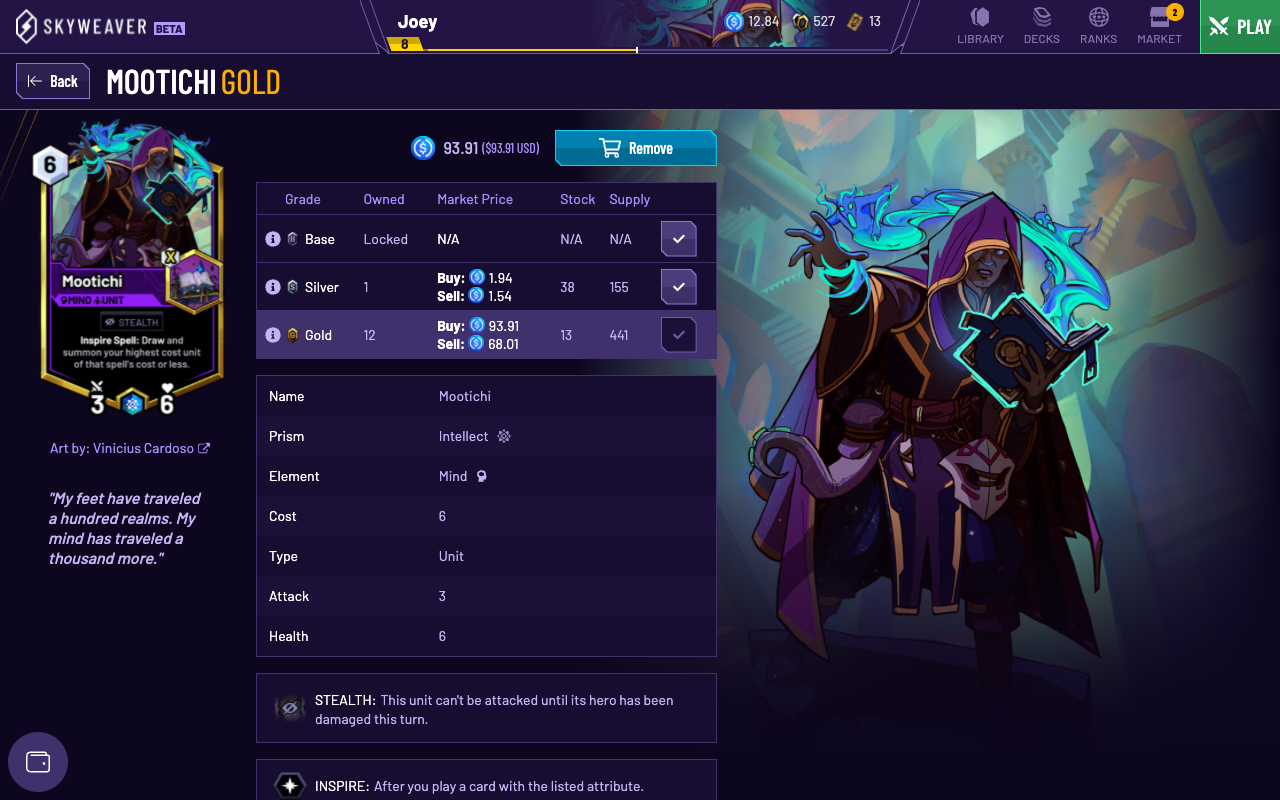 SKYWEAVER BETA
Joey
8
12.84 527 13
LIBRARY DECKS RANKS MARKET
2
PLAY
Back
MOOTICHI GOLD
6
Mootichi
X
MIND UNIT
STEALTH
Inspire Spell: Draw and
summon your highest cost unit
of that spell's cost or less.
3 6
Art by: Vinicius Cardoso
"My feet have traveled
a hundred realms. My
mind has traveled a
thousand more."
93.91 ($93.91 USD)
Remove
Grade Owned Market Price Stock Supply
Base Locked N/A N/A N/A
Silver 1 Buy: 1.94 38 155
Sell: 1.54
Gold 12 Buy: 93.91 13 441
Sell: 68.01
Name Mootichi
Prism Intellect
Element Mind
Cost 6
Type Unit
Attack 3
Health 6
STEALTH: This unit can't be attacked until its hero has been
damaged this turn.
INSPIRE: After you play a card with the listed attribute.